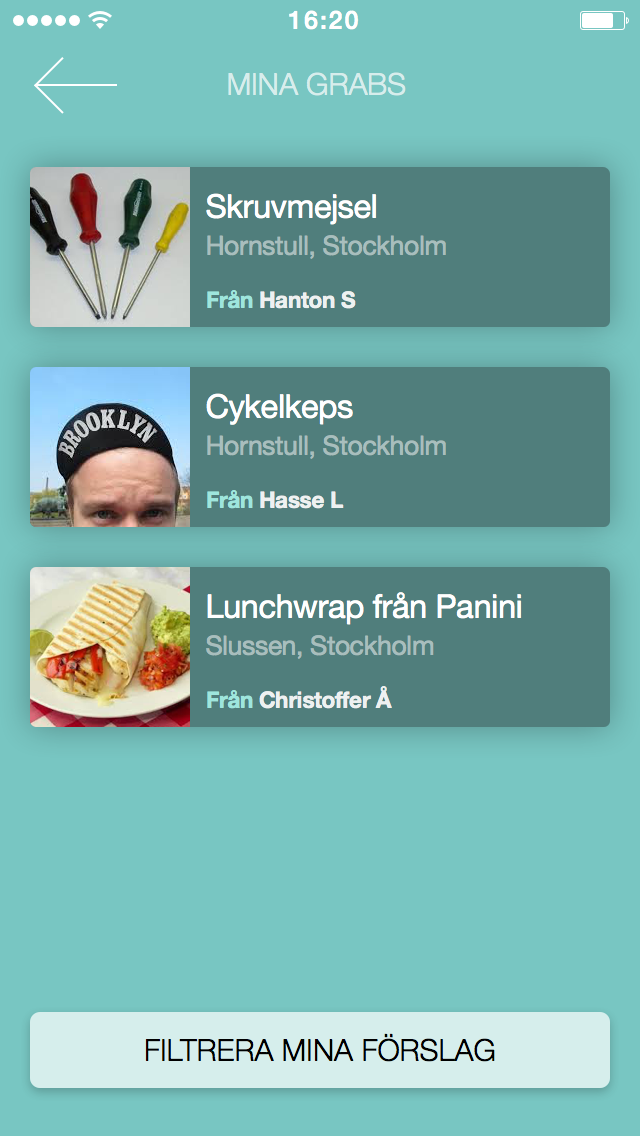 16:20
MINA GRABS
Skruvmejsel
Hornstull, Stockholm
Från Hanton S
BROOKLYN
Cykelkeps
Hornstull, Stockholm
Från Hasse L
Lunchwrap från Panini
Slussen, Stockholm
Från Christoffer Å
FILTRERA MINA FÖRSLAG